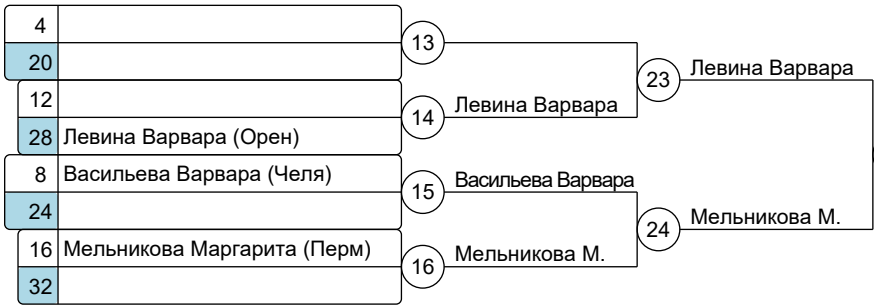 4
13
20
Левина Варвара
23
12
Левина Варвара
14
28 Левина Варвара (Орен)
8 Васильева Варвара (Челя)
15
Васильева Варвара
24
Мельникова М.
24
16 Мельникова Маргарита (Перм)
Мельникова М.
16
32